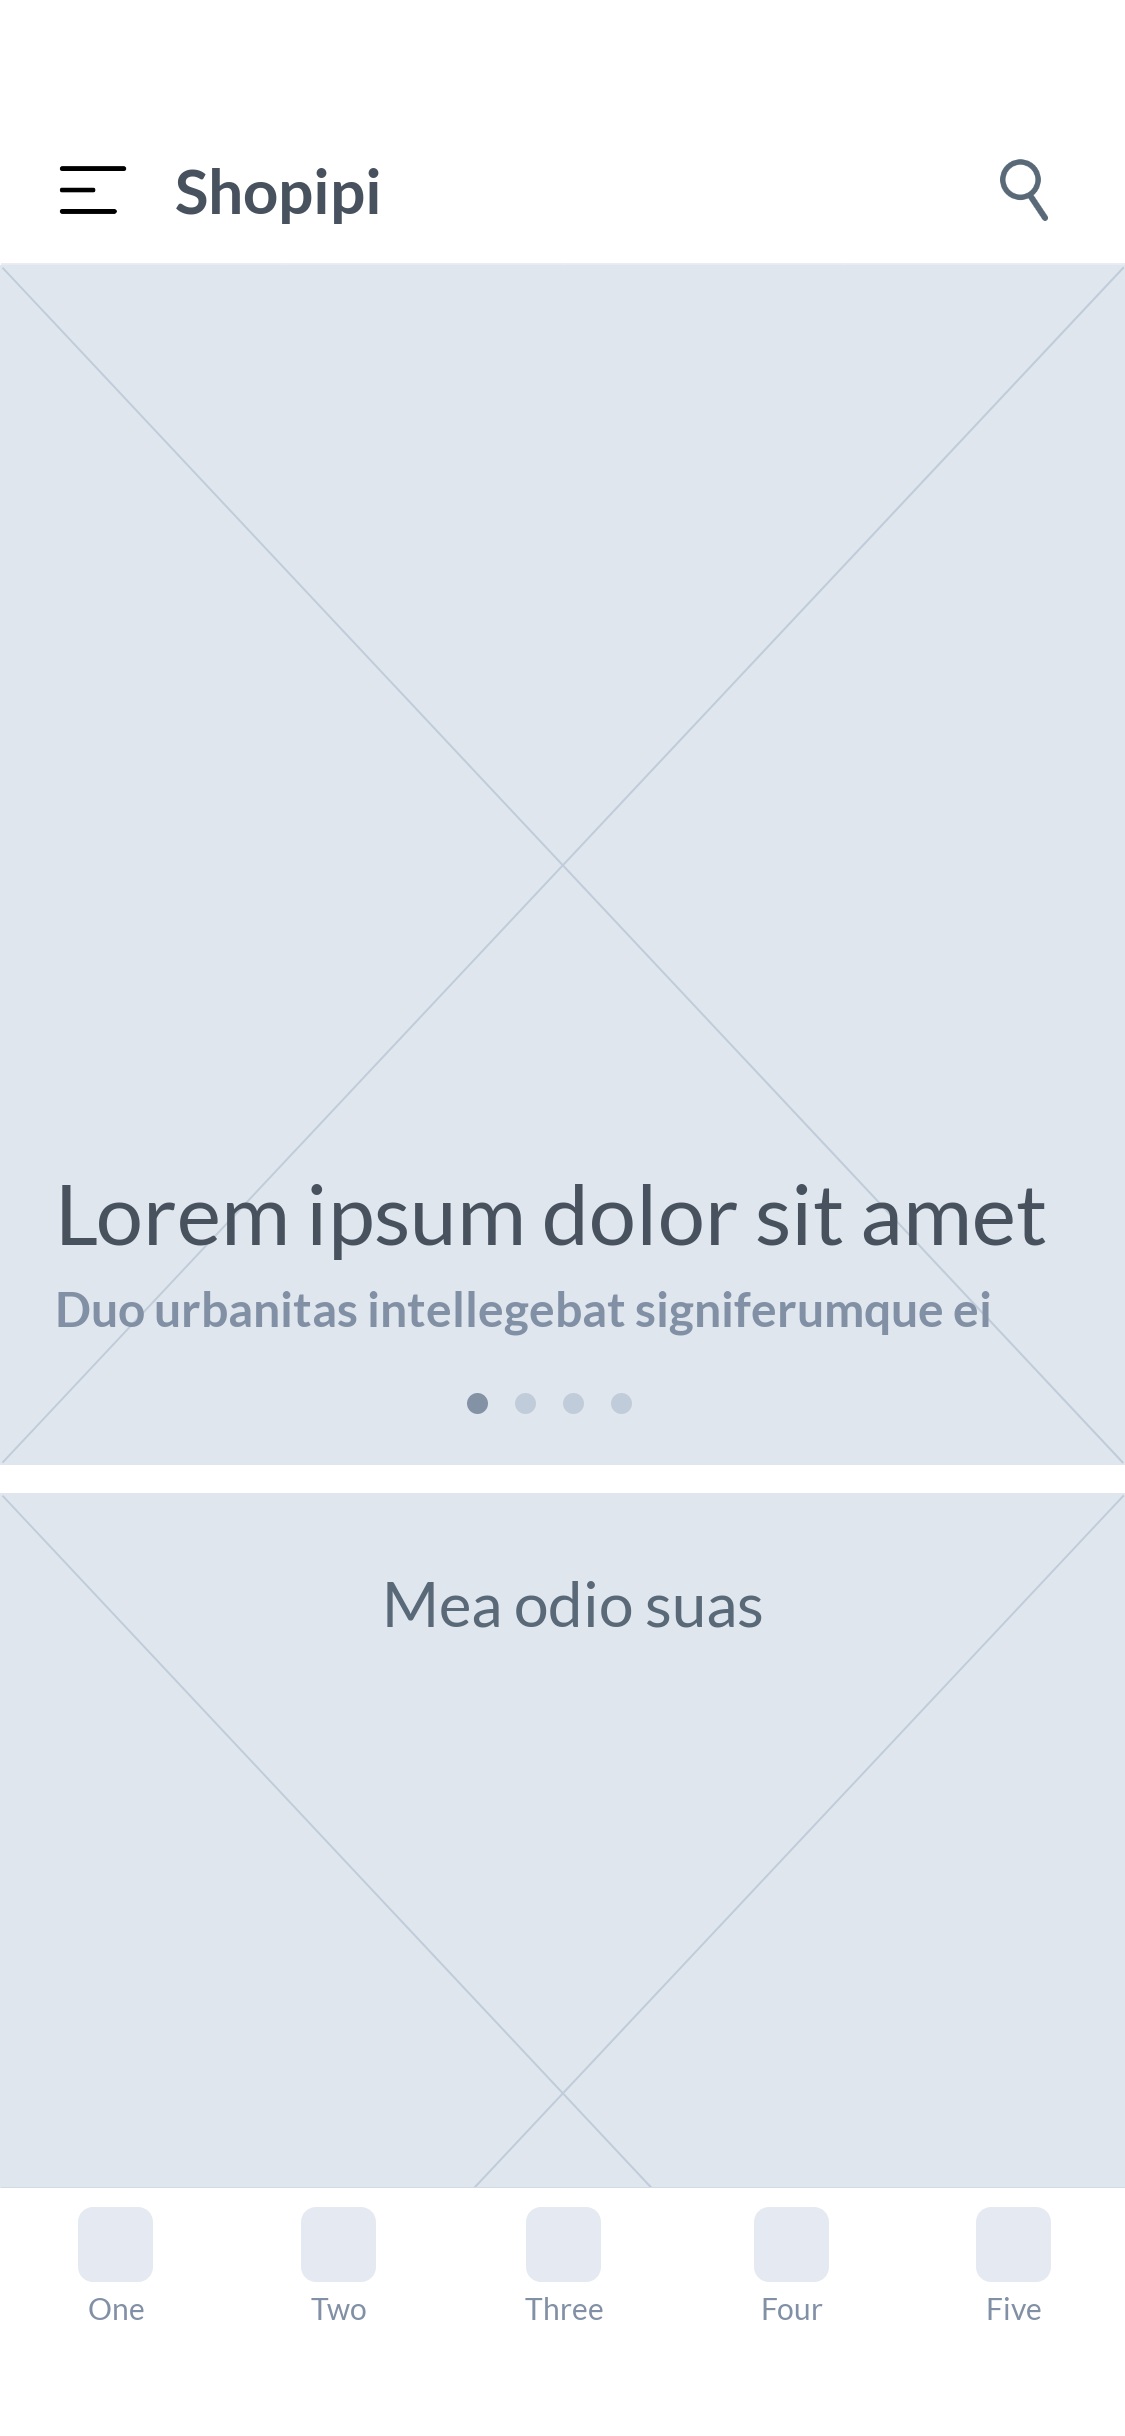 Shopipi
Lorem ipsum dolor sit amet
Duo urbanitas intellegebat signiferumque ei
Mea odio suas
One
Two
Three
Four
Five